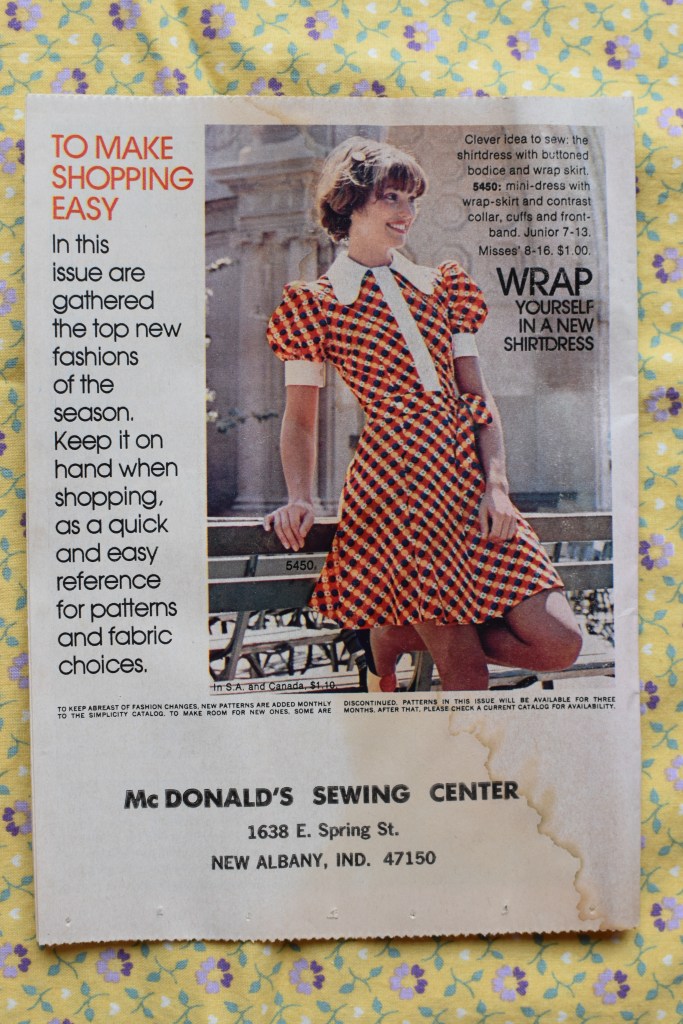 TO MAKE
SHOPPING
EASY
In this
issue are
gathered
the top new
fashions
of the
season.
Keep it on
hand when
shopping,
as a quick
and easy
reference
for patterns
and fabric
choices.
Clever idea to sew: the
shirtdress with buttoned
bodice and wrap skirt.
5450: mini-dress with
wrap-skirt and contrast
collar, cuffs and front-
band. Junior 7-13.
Misses' 8-16. $1.00.
WRAP
YOURSELF
IN A NEW
SHIRTDRESS
5450.
In S.A. and Canada, $1.10.
TO KEEP ABREAST OF FASHION CHANGES, NEW PATTERNS ARE ADDED MONTHLY
TO THE SIMPLICITY CATALOG. TO MAKE ROOM FOR NEW ONES, SOME ARE
DISCONTINUED. PATTERNS IN THIS ISSUE WILL BE AVAILABLE FOR THREE
MONTHS. AFTER THAT, PLEASE CHECK A CURRENT CATALOG FOR AVAILABILITY.
Mc DONALD'S SEWING CENTER
1638 E. Spring St.
NEW ALBANY, IND. 47150